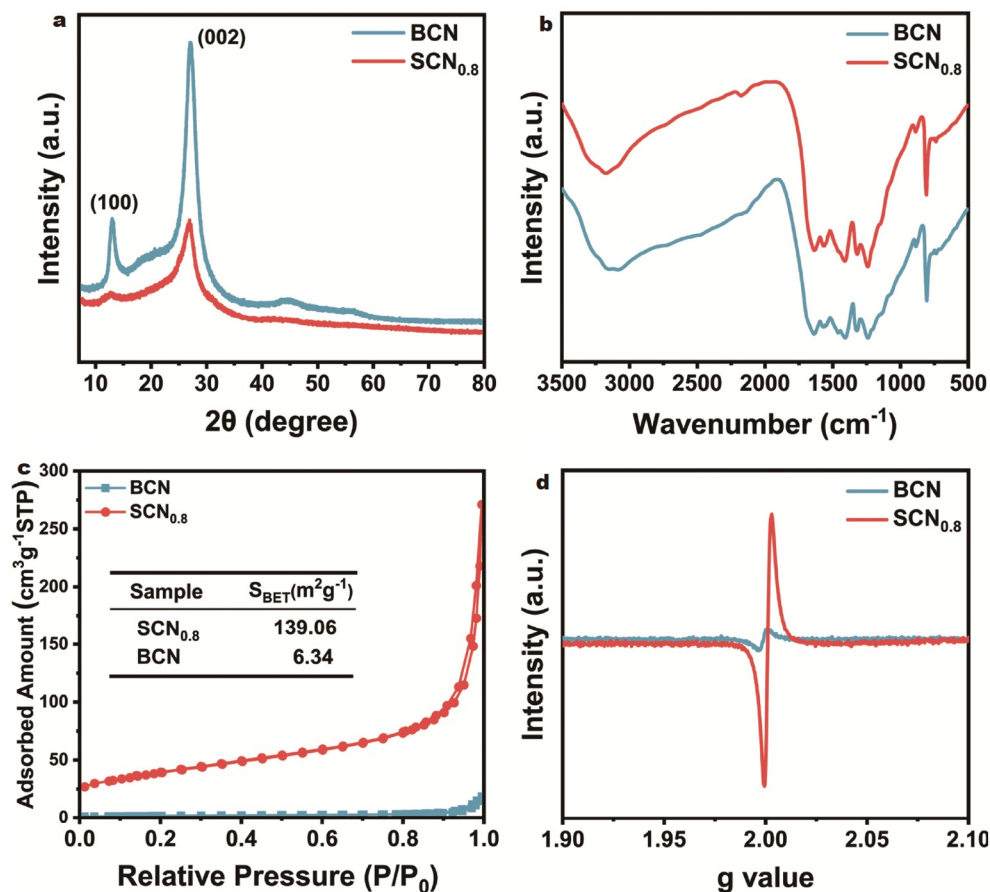 a
(002)
BCN
SCN0.8
(100)
Intensity (a.u.)
10 20 30 40 50 60 70 80
2θ (degree)
b
BCN
SCN0.8
Intensity (a.u.)
3500 3000 2500 2000 1500 1000 500
Wavenumber (cm-1)
c
BCN
SCN0.8
Adsorbed Amount (cm3g-1STP)
300
250
200
150
100
50
0
Sample SBET(m2g-1)
SCN0.8 139.06
BCN 6.34
0.0 0.2 0.4 0.6 0.8 1.0
Relative Pressure (P/P0)
d
BCN
SCN0.8
Intensity (a.u.)
1.90 1.95 2.00 2.05 2.10
g value